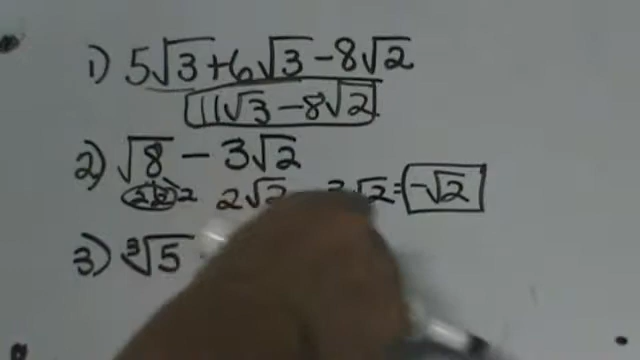 1) 5√3+6√3-8√2
11√3-8√2
2) √8 - 3√2
2√2 √2=-√2
3) ∛5